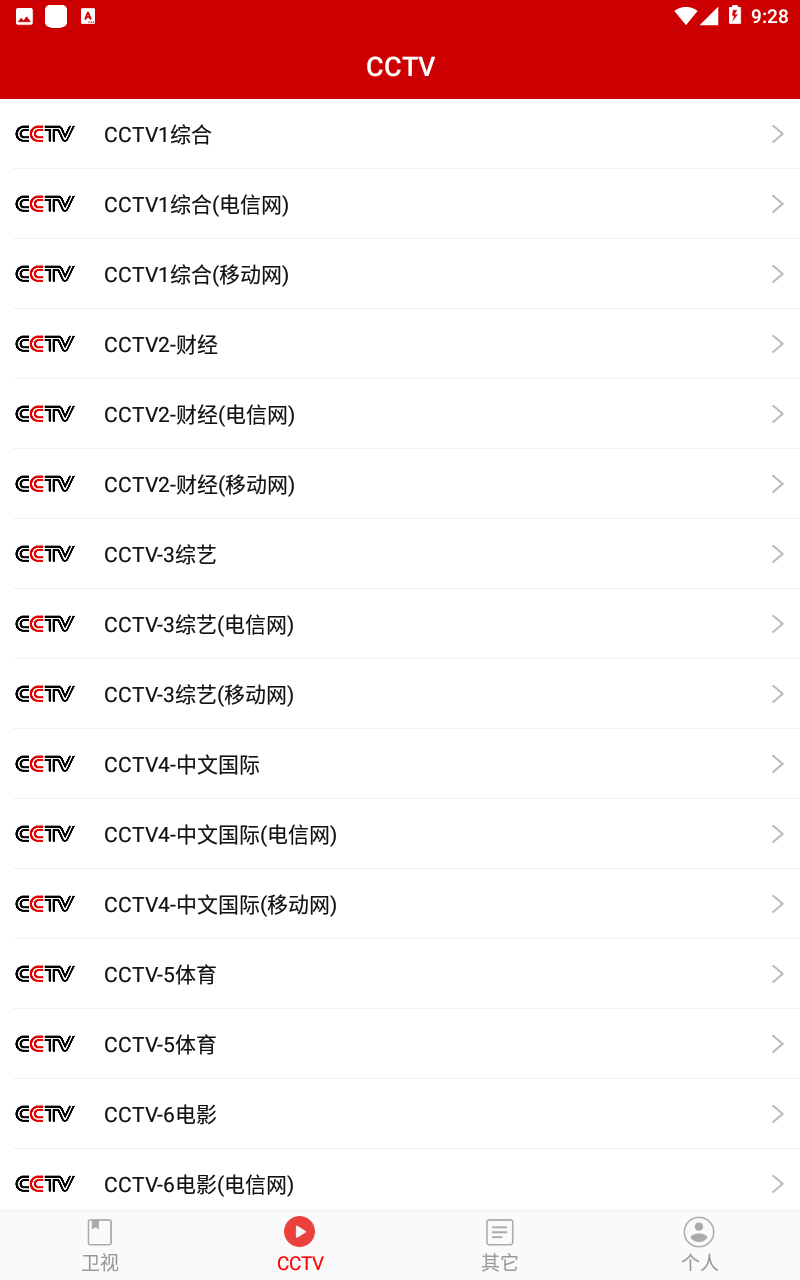 9:28
CCTV
CCTV CCTV1综合
CCTV CCTV1综合(电信网)
CCTV CCTV1综合(移动网)
CCTV CCTV2-财经
CCTV CCTV2-财经(电信网)
CCTV CCTV2-财经(移动网)
CCTV CCTV-3综艺
CCTV CCTV-3综艺(电信网)
CCTV CCTV-3综艺(移动网)
CCTV CCTV4-中文国际
CCTV CCTV4-中文国际(电信网)
CCTV CCTV4-中文国际(移动网)
CCTV CCTV-5体育
CCTV CCTV-5体育
CCTV CCTV-6电影
CCTV CCTV-6电影(电信网)
卫视 CCTV 其它 个人